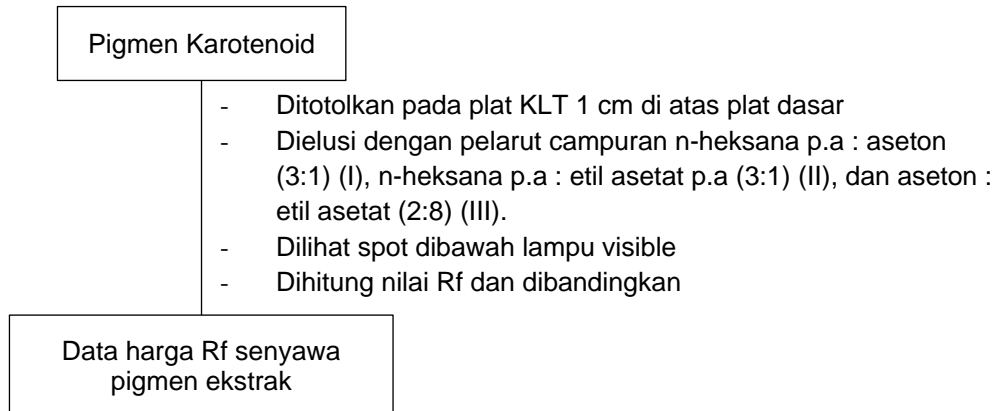 Pigmen Karotenoid
- Ditotolkan pada plat KLT 1 cm di atas plat dasar
- Dielusi dengan pelarut campuran n-heksana p.a : aseton
(3:1) (I), n-heksana p.a : etil asetat p.a (3:1) (II), dan aseton :
etil asetat (2:8) (III).
- Dilihat spot dibawah lampu visible
- Dihitung nilai Rf dan dibandingkan
Data harga Rf senyawa
pigmen ekstrak